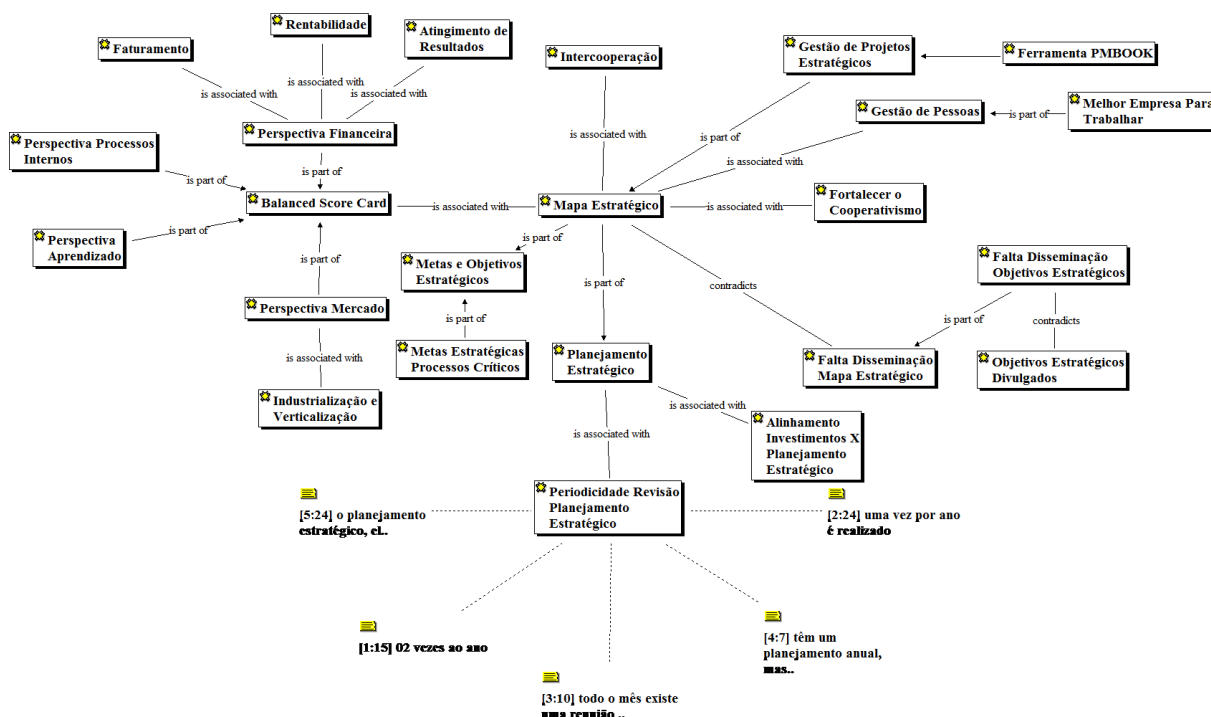 Rentabilidade
Atingimento de
Resultados
Faturamento
Intercooperação
Gestão de Projetos
Estratégicos
Ferramenta PMBOOK
is associated with
is associated with
is associated with
Gestão de Pessoas
is part of
Melhor Empresa Para
Trabalhar
Perspectiva Financeira
Perspectiva Processos
Internos
is associated with
is part of
is associated with
is part of
is part of
Balanced Score Card
is associated with
Mapa Estratégico
is associated with
Fortalecer o
Cooperativismo
is part of
Perspectiva
Aprendizado
is part of
is part of
Metas e Objetivos
Estratégicos
is part of
contradicts
Falta Disseminação
Objetivos Estratégicos
Perspectiva Mercado
is part of
is part of
contradicts
is associated with
Metas Estratégicas
Processos Críticos
Planejamento
Estratégico
Falta Disseminação
Mapa Estratégico
Objetivos Estratégicos
Divulgados
Industrialização e
Verticalização
is associated with
is associated with
Alinhamento
Investimentos X
Planejamento
Estratégico
Periodicidade Revisão
Planejamento
Estratégico
[5:24] o planejamento
estratégico, el..
[2:24] uma vez por ano
é realizado
[1:15] 02 vezes ao ano
[4:7] têm um
planejamento anual,
mas..
[3:10] todo o mês existe
uma reunião ..